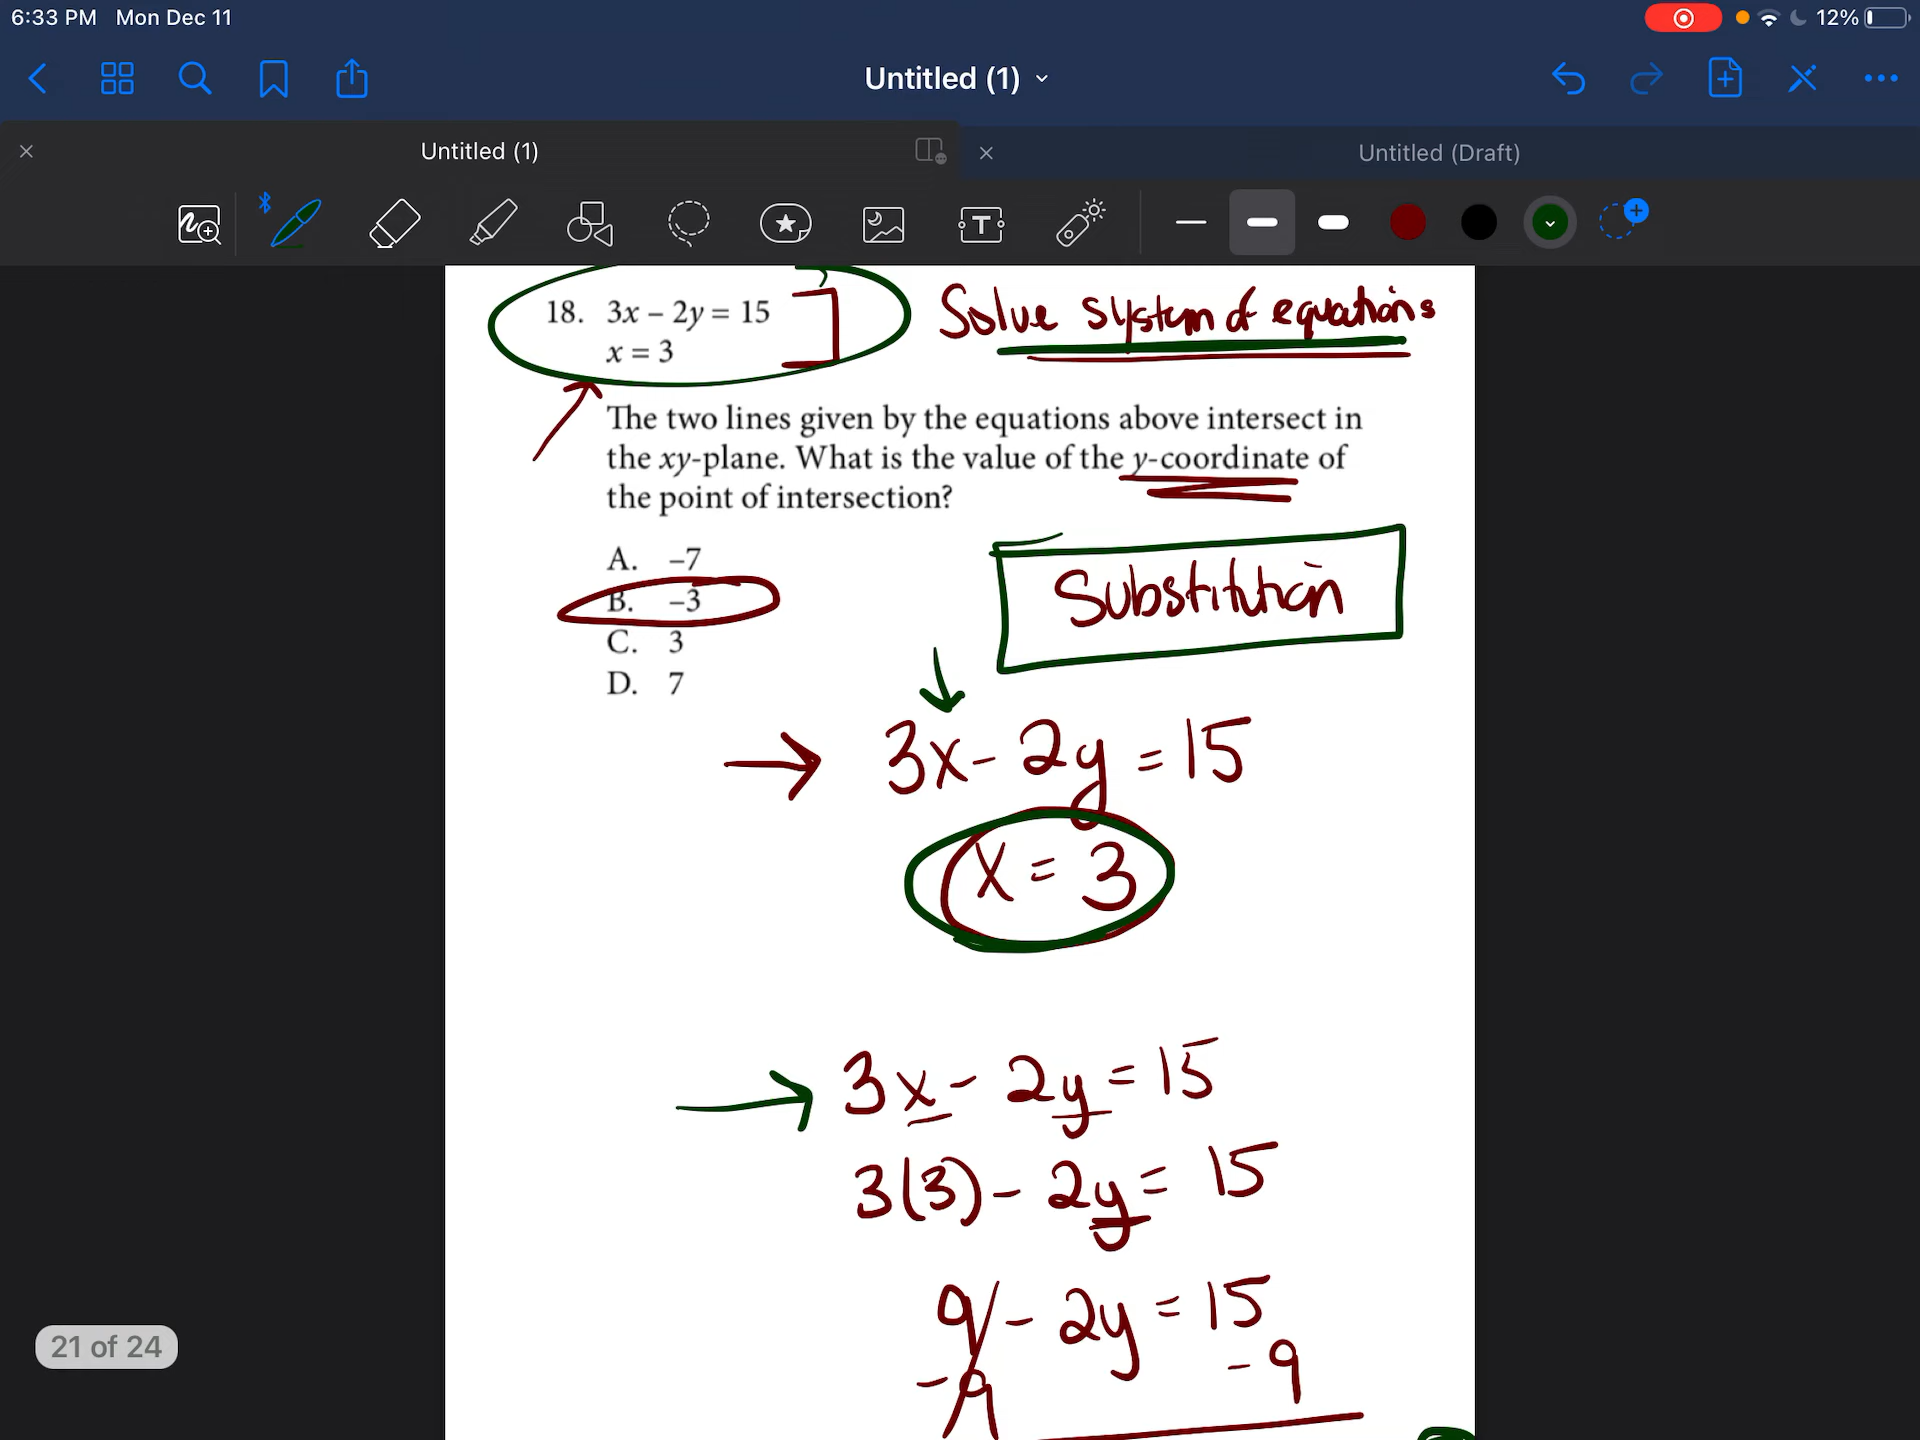 6:33 PM Mon Dec 11
12%
Untitled (1)
Untitled (1)
Untitled (Draft)
T
18. 3x – 2y = 15
x = 3
Solve system of equations
The two lines given by the equations above intersect in
the xy-plane. What is the value of the y-coordinate of
the point of intersection?
A. –7
B. –3
C. 3
D. 7
Substitution
3x - 2y = 15
x = 3
3x - 2y = 15
3(3) - 2y = 15
9 - 2y = 15
-9 -9
21 of 24